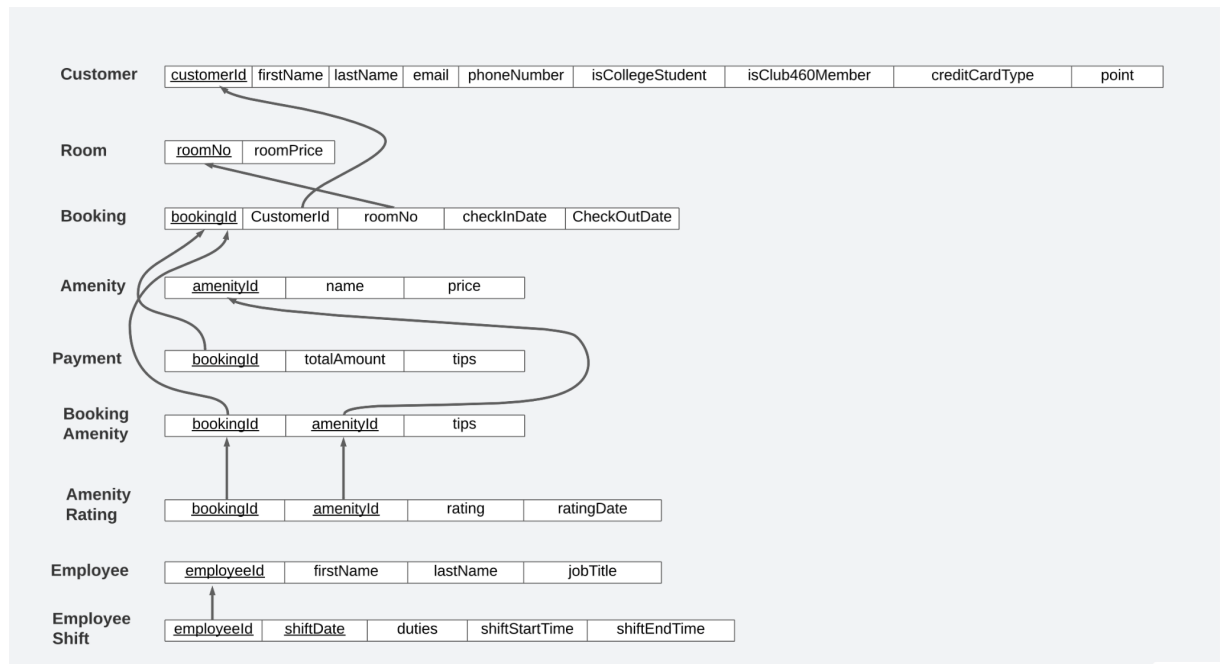 Customer customerId firstName lastName email phoneNumber isCollegeStudent isClub460Member creditCardType point
Room roomNo roomPrice
Booking bookingId CustomerId roomNo checkInDate CheckOutDate
Amenity amenityId name price
Payment bookingId totalAmount tips
Booking
Amenity bookingId amenityId tips
Amenity
Rating bookingId amenityId rating ratingDate
Employee employeeId firstName lastName jobTitle
Employee
Shift employeeId shiftDate duties shiftStartTime shiftEndTime